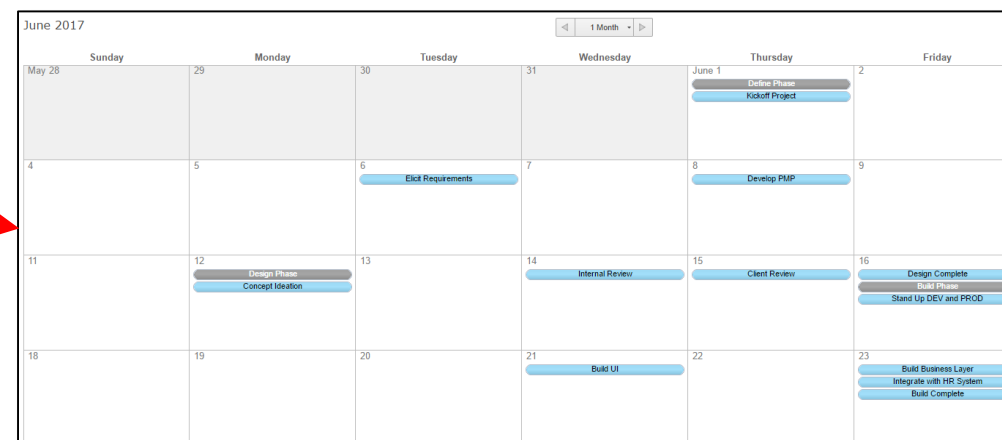 June 2017
1 Month
Sunday Monday Tuesday Wednesday Thursday Friday
May 28 29 30 31 June 1 2
Define Phase
Kickoff Project
4 5 6 7 8 9
Elicit Requirements Develop PMP
11 12 13 14 15 16
Design Phase Internal Review Client Review Design Complete
Concept Ideation Build Phase
Stand Up DEV and PROD
18 19 20 21 22 23
Build UI Build Business Layer
Integrate with HR System
Build Complete